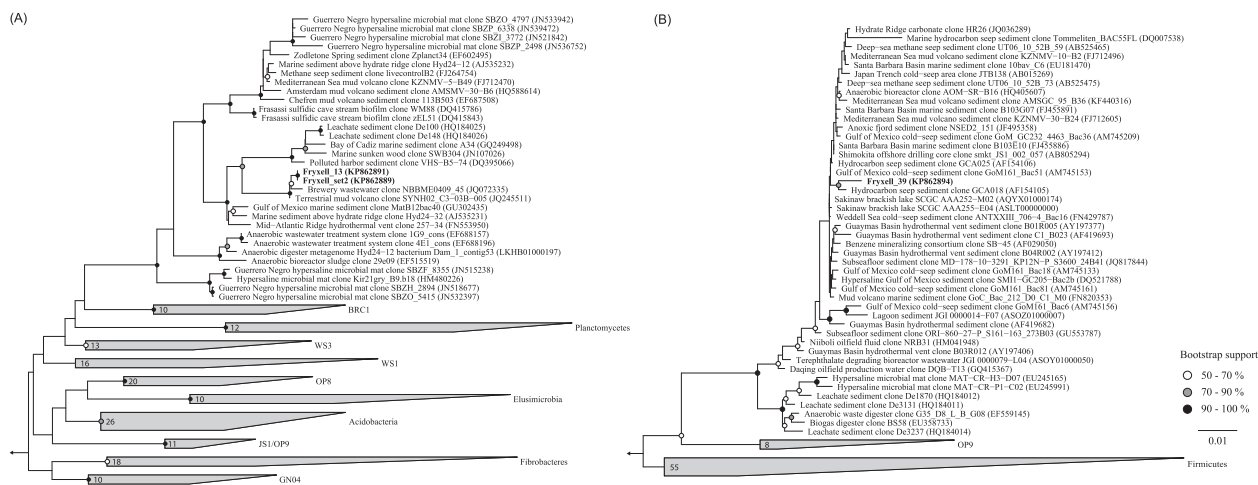 (A)
Guerrero Negro hypersaline microbial mat clone SBZO_4797 (JN533942)
Guerrero Negro hypersaline microbial mat clone SBZP_6338 (JN539472)
Guerrero Negro hypersaline microbial mat clone SBZI_3772 (JN521842)
Guerrero Negro hypersaline microbial mat clone SBZP_2498 (JN536752)
Zodletone Spring sediment clone Zplanct34 (EF602495)
Marine sediment above hydrate ridge clone Hyd24-12 (AJ535232)
Methane seep sediment clone livecontrolB2 (FJ264754)
Mediterranean Sea mud volcano clone KZNMV-5-B49 (FJ712470)
Amsterdam mud volcano clone AMSMV-30-B6 (HQ588614)
Chefren mud volcano sediment clone 113B503 (EF687508)
Frasassi sulfidic cave stream biofilm clone WM88 (DQ415786)
Frasassi sulfidic cave stream biofilm clone zEL51 (DQ415843)
Leachate sediment clone De100 (HQ184025)
Leachate sediment clone De148 (HQ184026)
Bay of Cadiz marine sediment clone A34 (GQ249498)
Marine sunken wood clone SWB304 (JN107026)
Polluted harbor sediment clone VHS-B5-74 (DQ395066)
Fryxell_13 (KP862891)
Fryxell_set2 (KP862889)
Brewery wastewater clone NBBME0409_45 (JQ072335)
Terrestrial mud volcano clone SYNH02_C3-03B-005 (JQ245511)
Gulf of Mexico marine sediment clone MatB12bac40 (GU302435)
Marine sediment above hydrate ridge clone Hyd24-32 (AJ535231)
Mid-Atlantic Ridge hydrothermal vent clone 257-34 (FN553950)
Anaerobic wastewater treatment system clone 1G9_cons (EF688157)
Anaerobic wastewater treatment system clone 4E1_cons (EF688196)
Anaerobic digester metagenome Hyd24-12 bacterium Dam_1_contig53 (LKHB01000197)
Anaerobic bioreactor sludge clone 29e09 (EF515519)
Guerrero Negro hypersaline microbial mat clone SBZF_8355 (JN515238)
Hypersaline microbial mat clone Kir21gry_B9.b18 (HM480226)
Guerrero Negro hypersaline microbial mat clone SBZH_2894 (JN518677)
Guerrero Negro hypersaline microbial mat clone SBZO_5415 (JN532397)
10 BRC1
12 Planctomycetes
13 WS3
16 WS1
20 OP8
10 Elusimicrobia
26 Acidobacteria
11 JS1/OP9
18 Fibrobacteres
10 GN04
(B)
Hydrate Ridge carbonate clone HR26 (JQ036289)
Marine hydrocarbon seep sediment clone Tommeliten_BAC55FL (DQ007538)
Deep-sea methane seep sediment clone UT06_10_52B_59 (AB525465)
Mediterranean Sea mud volcano clone KZNMV-10-B2 (FJ712496)
Santa Barbara Basin marine sediment clone 10bav_C6 (EU181470)
Japan Trench cold-seep area clone JTB138 (AB015269)
Deep-sea methane seep sediment clone UT06_10_52B_73 (AB525475)
Anaerobic bioreactor clone AOM-SR-B16 (HQ405607)
Mediterranean Sea mud volcano clone AMSGC_95_B36 (KF440316)
Santa Barbara Basin marine sediment clone B103G07 (FJ455891)
Mediterranean Sea mud volcano clone KZNMV-10-B24 (FJ712605)
Anoxic fjord sediment NSED2_151 (JF495358)
Gulf of Mexico cold-seep sediment clone GoM_GC232_4463_Bac36 (AM745209)
Santa Barbara Basin marine sediment clone B103E10 (FJ455886)
Shimokita offshore drilling core clone smkt_JS1_002_057 (AB805294)
Hydrocarbon seep sediment clone GCA025 (AF154106)
Gulf of Mexico cold-seep sediment clone GoM161_Bac51 (AM745153)
Fryxell_39 (KP862894)
Hydrocarbon seep sediment clone GCA018 (AF154105)
Sakinaw brackish lake SCGC AAA252-M02 (AQYX01000174)
Sakinaw brackish lake SCGC AAA255-E04 (ASLT00000000)
Weddell Sea cold-seep sediment clone ANTXXIII_706-4_Bac16 (FN429787)
Guaymas Basin hydrothermal vent sediment clone B01R005 (AY197377)
Guaymas Basin hydrothermal vent sediment clone C1_B023 (AF419693)
Benzene mineralizing consortium clone SB-45 (AF029050)
Guaymas Basin hydrothermal vent sediment clone B04R002 (AY197412)
Subseafloor sediment clone MD-178-10-3291_KP12N-P_S3600_24B41 (JQ817844)
Gulf of Mexico cold-seep sediment clone GoM161_Bac18 (AM745133)
Hypersaline Gulf of Mexico sediment clone SMI1-GC205-Bac2b (DQ521788)
Gulf of Mexico cold-seep sediment clone GoM161_Bac81 (AM745161)
Mud volcano marine sediment clone GoC_Bac_212_D0_C1_M0 (FN820353)
Gulf of Mexico cold-seep sediment clone GoM161_Bac6 (AM745156)
Lagoon sediment JGI 0000014-F07 (ASOZ01000007)
Guaymas Basin hydrothermal sediment clone (AF419682)
Subseafloor sediment clone ORI-860-27-P_S161-163_273B03 (GU553787)
Niiboli oilfield fluid clone NRB31 (HM041948)
Guaymas Basin hydrothermal vent clone B03R012 (AY197406)
Terephthalate degrading bioreactor wastewater JGI 0000079-L04 (ASOY01000050)
Daqing oilfield production water clone DQB-T13 (GQ415367)
Hypersaline microbial mat clone MAT-CR-H3-D07 (EU245165)
Hypersaline microbial mat clone MAT-CR-P1-C02 (EU245991)
Leachate sediment clone De1870 (HQ184012)
Leachate sediment clone De3131 (HQ184011)
Anaerobic waste digester clone G35_D8_L_B_G08 (EF559145)
Biogas digester clone BS58 (EU358733)
Leachate sediment clone De3237 (HQ184014)
8 OP9
55 Firmicutes
Bootstrap support
50 - 70 %
70 - 90 %
90 - 100 %
0.01